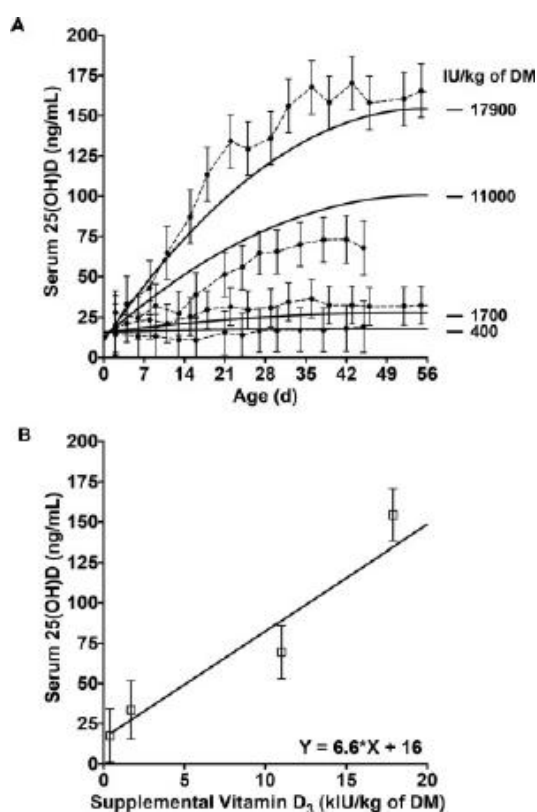 A
Serum 25(OH)D (ng/mL)
200
175
150
125
100
75
50
25
0
0 7 14 21 28 35 42 49 56
Age (d)
IU/kg of DM
17900
11000
1700
400
B
Serum 25(OH)D (ng/mL)
200
175
150
125
100
75
50
25
0
Y = 6.6*X + 16
0 5 10 15 20
Supplemental Vitamin D₃ (kIU/kg of DM)